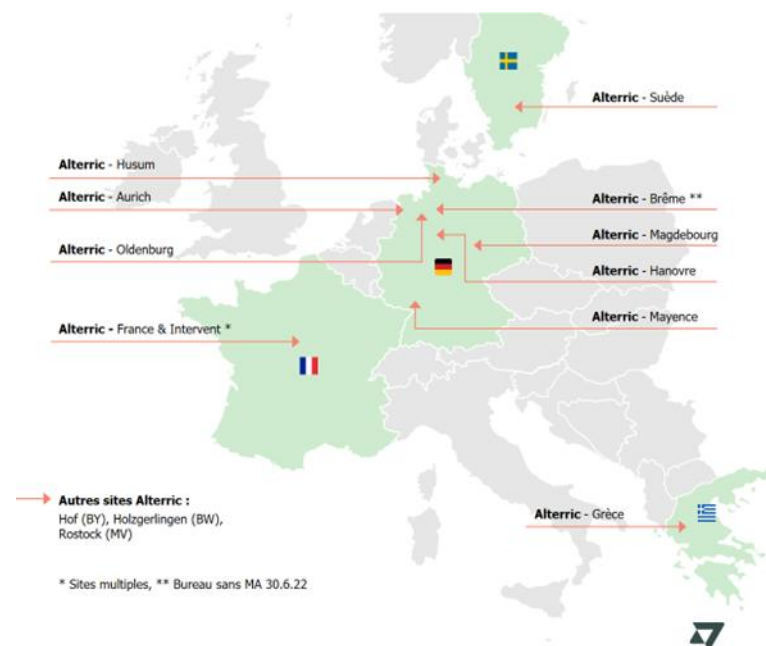 Alterric - Suède
Alterric - Husum
Alterric - Aurich
Alterric - Brême **
Alterric - Oldenburg
Alterric - Magdebourg
Alterric - Hanovre
Alterric - France & Intervent *
Alterric - Mayence
Autres sites Alterric :
Hof (BY), Holzgerlingen (BW),
Rostock (MV)
Alterric - Grèce
* Sites multiples, ** Bureau sans MA 30.6.22